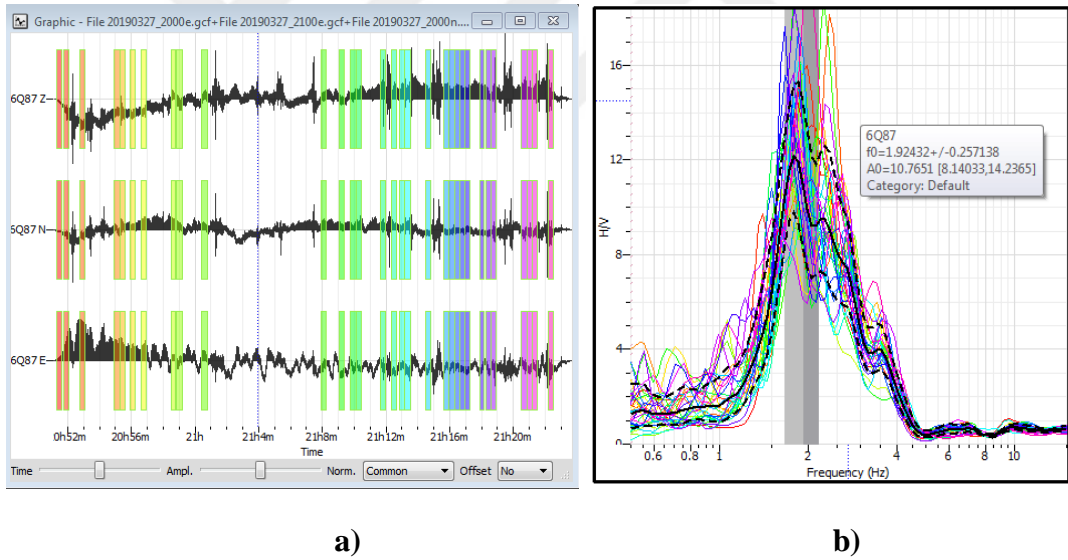 Graphic - File 20190327_2000e.gcf+File 20190327_2100e.gcf+File 20190327_2000n....
6Q87 Z
6Q87 N
6Q87 E
0h52m 20h56m 21h 21h4m 21h8m 21h12m 21h16m 21h20m
Time
Time Ampl. Norm. Common Offset No
a)
16
12
8
4
0
H/V
6Q87
f0=1.92432+/-0.257138
A0=10.7651 [8.14033,14.2365]
Category: Default
0.6 0.8 1 2 4 6 8 10
Frequency (Hz)
b)